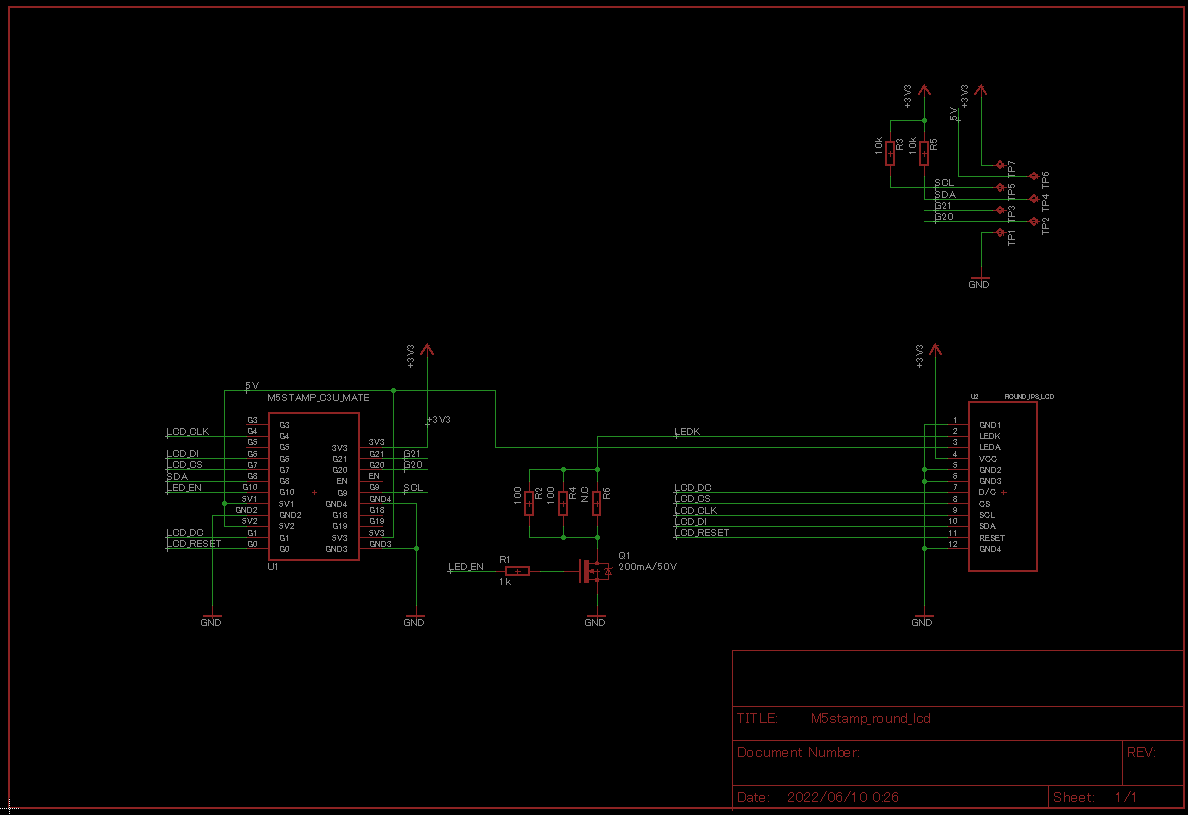 +3V3
+3V3
5V
10k
R3
10k
R5
TP7
TP6
SCL
TP5
SDA
TP4
G21
TP3
G20
TP2
TP1
GND
+3V3
5V
M5STAMP_C3U_MATE
+3V3
LCD_CLK
LCD_DI
LCD_CS
SDA
LED_EN
LCD_DC
LCD_RESET
G3
G4
G5
G6
G7
G8
G10
5V1
GND2
5V2
G1
G0
G3
G4
G5
G6
G7
G8
G10
5V1
GND2
5V2
G1
G0
3V3
G21
G20
EN
G9
GND4
G18
G19
5V3
GND3
3V3
G21
G20
EN
G9
GND4
G18
G19
5V3
GND3
G21
G20
SCL
U1
GND
GND
LEDK
100
R2
100
R4
N.C
R6
LED_EN
R1
1k
Q1
200mA/50V
GND
LCD_DC
LCD_CS
LCD_CLK
LCD_DI
LCD_RESET
+3V3
U2
ROUND_IPS_LCD
1 GND1
2 LEDK
3 LEDA
4 VCC
5 GND2
6 GND3
7 D/C
8 CS
9 SCL
10 SDA
11 RESET
12 GND4
GND
TITLE: M5stamp_round_lcd
Document Number:
REV:
Date: 2022/06/10 0:26
Sheet: 1/1